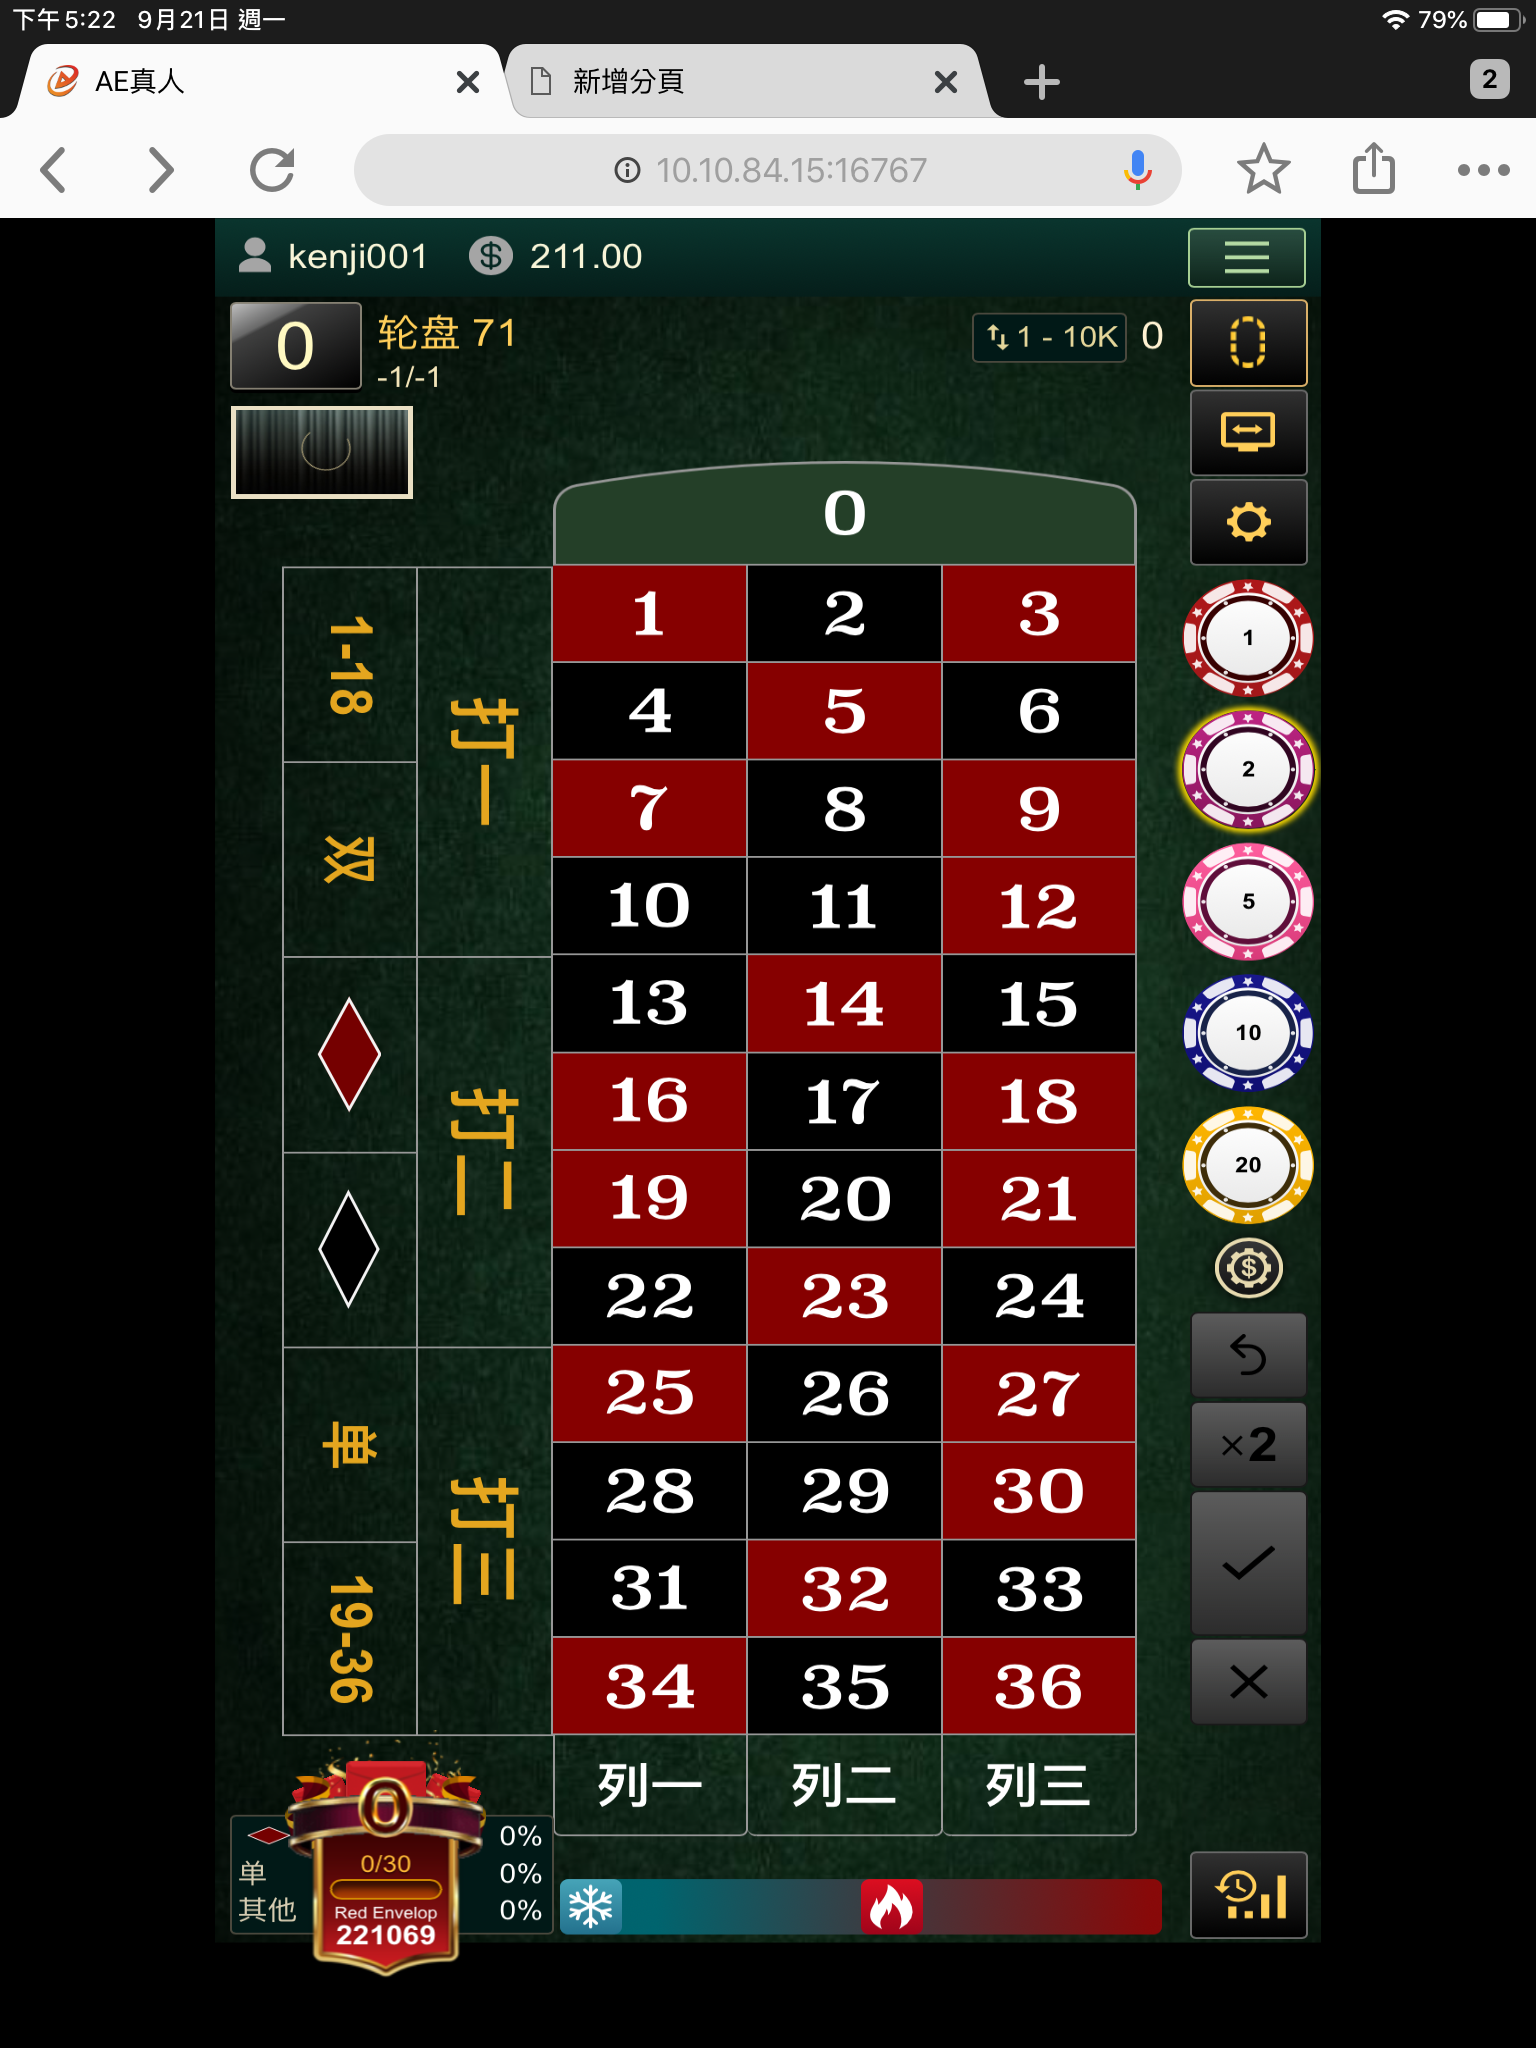 下午5:22 9月21日 週一 79%
AE真人 新增分頁 2
10.10.84.15:16767
kenji001 $ 211.00
0 轮盘 71 1 - 10K 0
-1/-1
0
0
1-18
双
单
19-36
打一
打二
打三
1 2 3
4 5 6
7 8 9
10 11 12
13 14 15
16 17 18
19 20 21
22 23 24
25 26 27
28 29 30
31 32 33
34 35 36
列一 列二 列三
1
2
5
10
20
$
×2
0
0/30
Red Envelop
221069
0%
单 0%
其他 0%